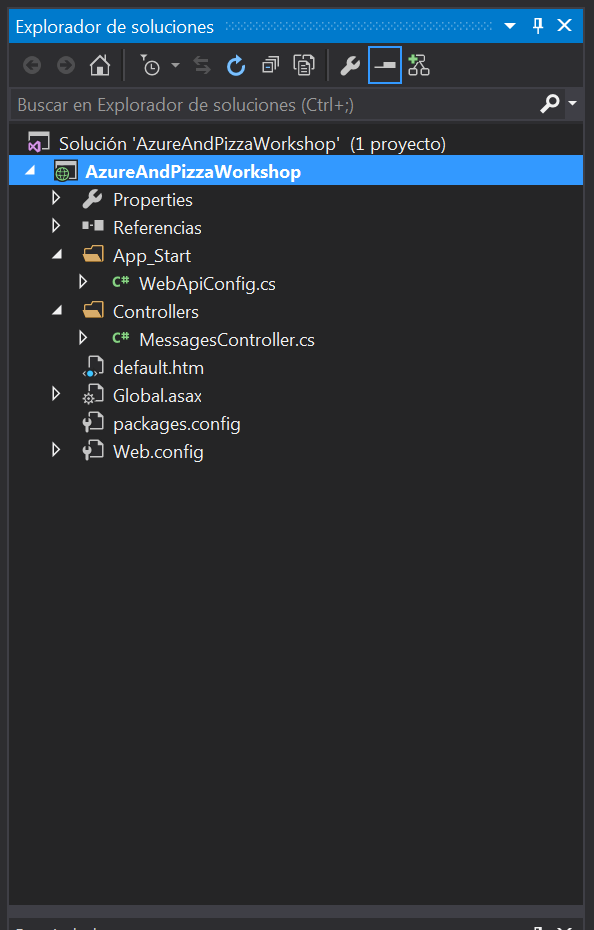 Explorador de soluciones
Buscar en Explorador de soluciones (Ctrl+;)
Solución 'AzureAndPizzaWorkshop' (1 proyecto)
AzureAndPizzaWorkshop
Properties
Referencias
App_Start
C# WebApiConfig.cs
Controllers
C# MessagesController.cs
default.htm
Global.asax
packages.config
Web.config